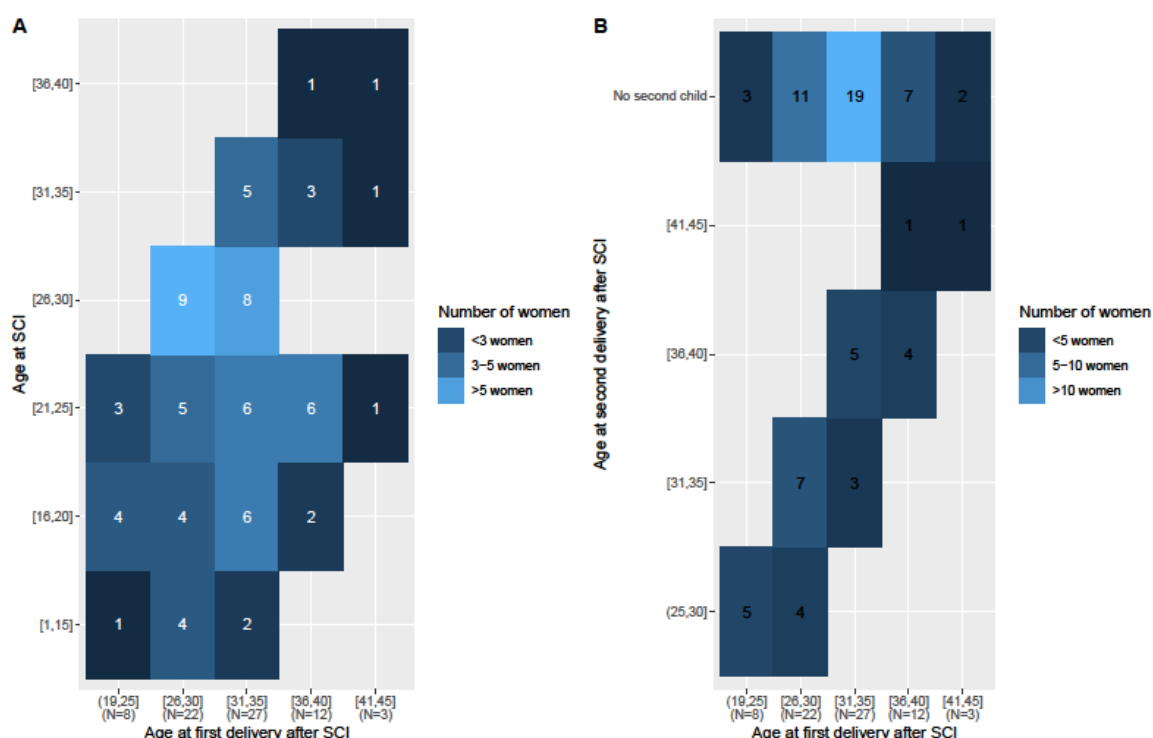 A
[36,40]
1 1
[31,35]
5 3 1
[26,30]
9 8
[21,25]
3 5 6 6 1
[16,20]
4 4 6 2
[1,15]
1 4 2
Age at SCI
(19,25] [26,30] [31,35] [36,40] [41,45]
(N=8) (N=22) (N=27) (N=12) (N=3)
Age at first delivery after SCI
Number of women
<3 women
3−5 women
>5 women
B
No second child
3 11 19 7 2
[41,45]
1 1
[36,40]
5 4
[31,35]
7 3
(25,30]
5 4
Age at second delivery after SCI
(19,25] [26,30] [31,35] [36,40] [41,45]
(N=8) (N=22) (N=27) (N=12) (N=3)
Age at first delivery after SCI
Number of women
<5 women
5−10 women
>10 women